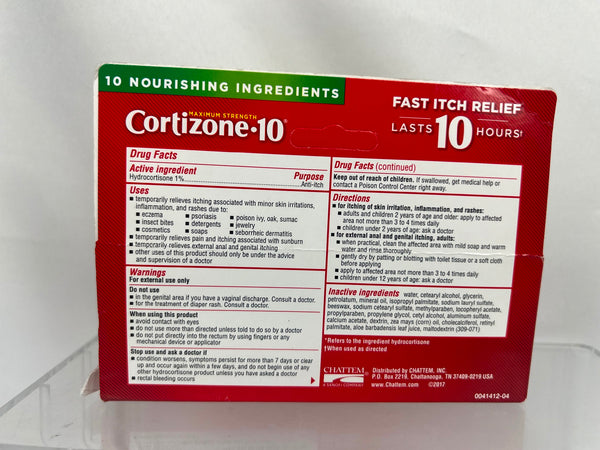 10 NOURISHING INGREDIENTS
MAXIMUM STRENGTH
Cortizone•10®
FAST ITCH RELIEF
LASTS 10 HOURS†
Drug Facts
Active ingredient Purpose
Hydrocortisone 1%..........Anti-itch
Uses
■ temporarily relieves itching associated with minor skin irritations,
inflammation, and rashes due to:
■ eczema ■ psoriasis ■ poison ivy, oak, sumac
■ insect bites ■ detergents ■ jewelry
■ cosmetics ■ soaps ■ seborrheic dermatitis
■ temporarily relieves pain and itching associated with sunburn
■ temporarily relieves external anal and genital itching
■ other uses of this product should only be under the advice
and supervision of a doctor
Warnings
For external use only
Do not use
■ in the genital area if you have a vaginal discharge. Consult a doctor.
■ for the treatment of diaper rash. Consult a doctor.
When using this product
■ avoid contact with eyes
■ do not use more than directed unless told to do so by a doctor
■ do not put directly into the rectum by using fingers or any
mechanical device or applicator
Stop use and ask a doctor if
■ condition worsens, symptoms persist for more than 7 days or clear
up and occur again within a few days, and do not begin use of any
other hydrocortisone product unless you have asked a doctor
■ rectal bleeding occurs
Drug Facts (continued)
Keep out of reach of children. If swallowed, get medical help or
contact a Poison Control Center right away.
Directions
■ for itching of skin irritation, inflammation, and rashes:
■ adults and children 2 years of age and older: apply to affected
area not more than 3 to 4 times daily
■ children under 2 years of age: ask a doctor
■ for external anal and genital itching, adults:
■ when practical, clean the affected area with mild soap and warm
water and rinse thoroughly
■ gently dry by patting or blotting with toilet tissue or a soft cloth
before applying
■ apply to affected area not more than 3 to 4 times daily
■ children under 12 years of age: ask a doctor
Inactive ingredients water, cetearyl alcohol, glycerin,
petrolatum, mineral oil, isopropyl palmitate, sodium lauryl sulfate,
beeswax, sodium cetearyl sulfate, methylparaben, locopheryl acetate,
propylparaben, propylene glycol, cetyl alcohol, aluminum sulfate,
calcium acetate, dextrin, zea mays (corn) oil, cholecalciferol, retinyl
palmitate, aloe barbadensis leaf juice, maltodextrin (309-071)
*Refers to the ingredient hydrocortisone
†When used as directed
CHATTEM®
A SANOFI COMPANY
Distributed by CHATTEM, INC.
P.O. Box 2219, Chattanooga, TN 37409-0219 USA
www.Chattem.com ©2017
0041412-04